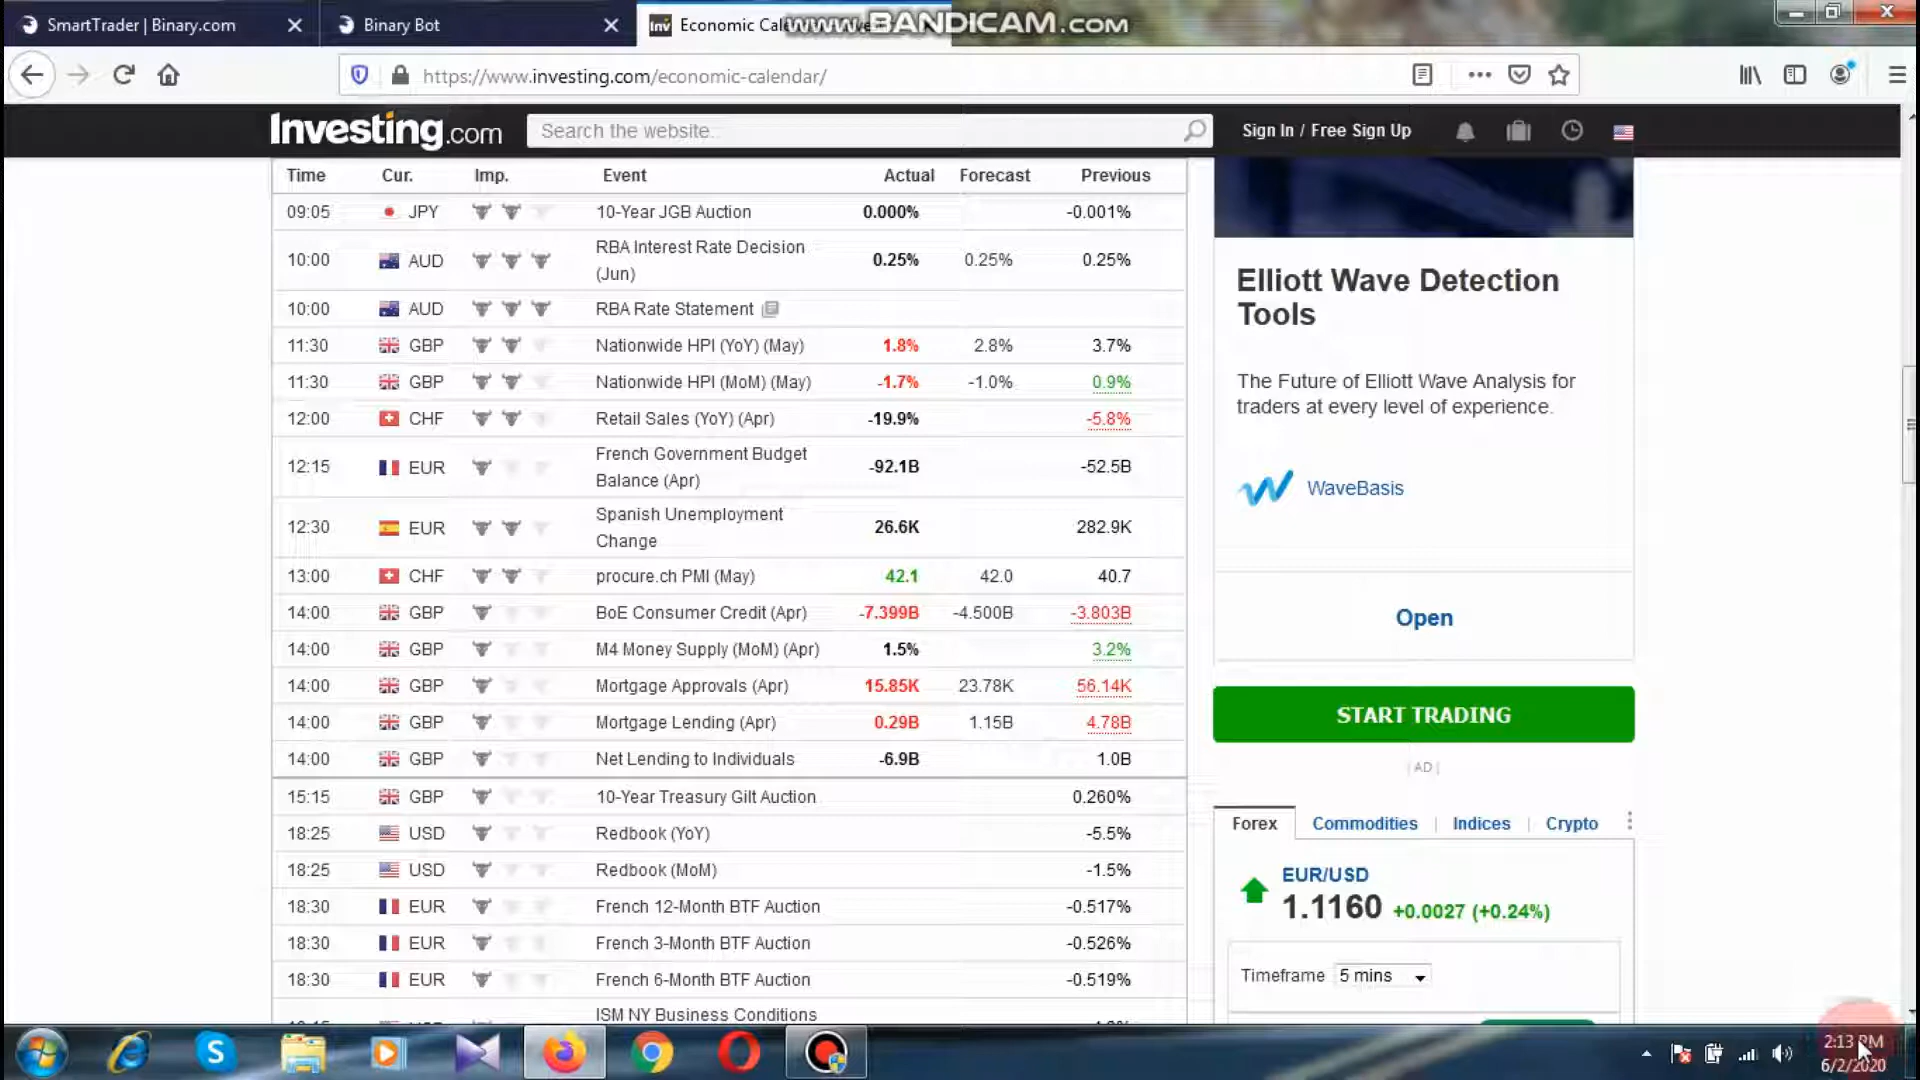 SmartTrader | Binary.com
Binary Bot
Economic Cale
www.BANDICAM.com
https://www.investing.com/economic-calendar/
Investing.com
Search the website...
Sign In / Free Sign Up
Time Cur. Imp. Event Actual Forecast Previous
09:05 JPY 10-Year JGB Auction 0.000% -0.001%
10:00 AUD RBA Interest Rate Decision (Jun) 0.25% 0.25% 0.25%
10:00 AUD RBA Rate Statement
11:30 GBP Nationwide HPI (YoY) (May) 1.8% 2.8% 3.7%
11:30 GBP Nationwide HPI (MoM) (May) -1.7% -1.0% 0.9%
12:00 CHF Retail Sales (YoY) (Apr) -19.9% -5.8%
12:15 EUR French Government Budget Balance (Apr) -92.1B -52.5B
12:30 EUR Spanish Unemployment Change 26.6K 282.9K
13:00 CHF procure.ch PMI (May) 42.1 42.0 40.7
14:00 GBP BoE Consumer Credit (Apr) -7.399B -4.500B -3.803B
14:00 GBP M4 Money Supply (MoM) (Apr) 1.5% 3.2%
14:00 GBP Mortgage Approvals (Apr) 15.85K 23.78K 56.14K
14:00 GBP Mortgage Lending (Apr) 0.29B 1.15B 4.78B
14:00 GBP Net Lending to Individuals -6.9B 1.0B
15:15 GBP 10-Year Treasury Gilt Auction 0.260%
18:25 USD Redbook (YoY) -5.5%
18:25 USD Redbook (MoM) -1.5%
18:30 EUR French 12-Month BTF Auction -0.517%
18:30 EUR French 3-Month BTF Auction -0.526%
18:30 EUR French 6-Month BTF Auction -0.519%
ISM NY Business Conditions
Elliott Wave Detection
Tools
The Future of Elliott Wave Analysis for
traders at every level of experience.
WaveBasis
Open
START TRADING
| AD |
Forex Commodities | Indices | Crypto
EUR/USD
1.1160 +0.0027 (+0.24%)
Timeframe 5 mins
2:13 PM
6/2/2020